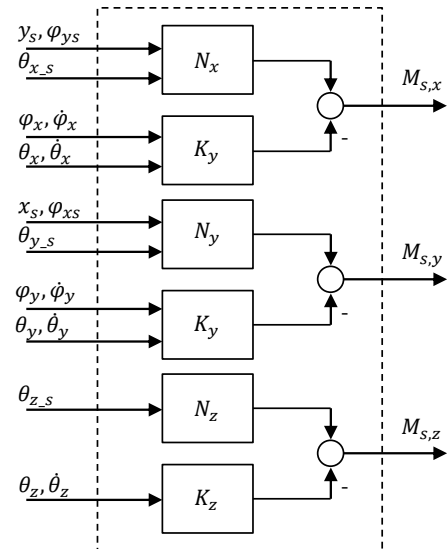 y_s, φ_ys
θ_x_s
N_x
M_s,x
φ_x, φ̇_x
θ_x, θ̇_x
K_y
-
x_s, φ_xs
θ_y_s
N_y
M_s,y
φ_y, φ̇_y
θ_y, θ̇_y
K_y
-
θ_z_s
N_z
M_s,z
θ_z, θ̇_z
K_z
-